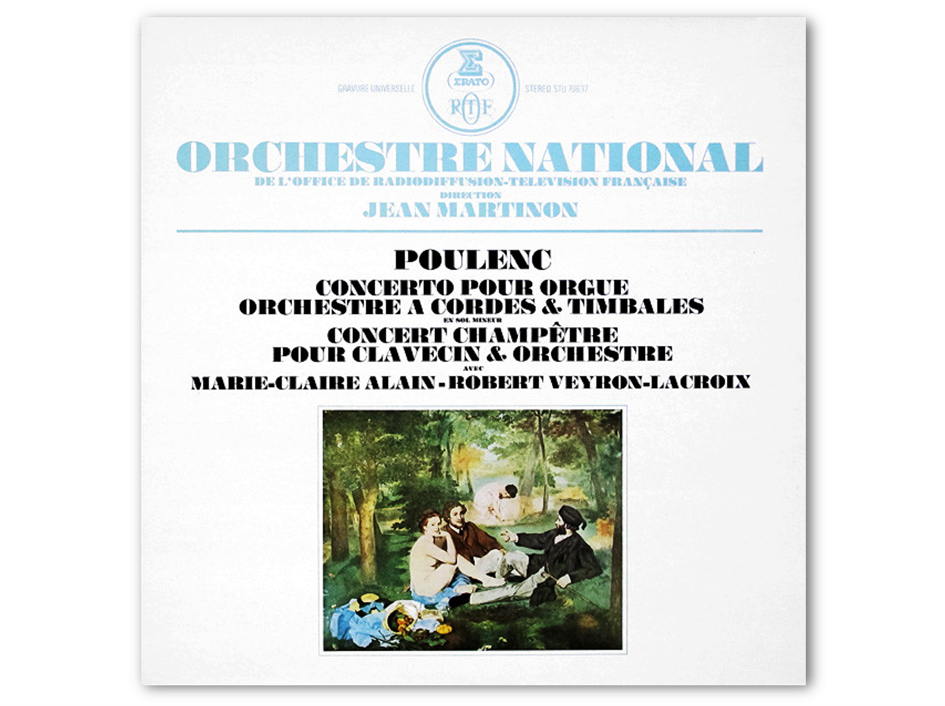 ERATO
GRAVURE UNIVERSELLE
STEREO STU 70637
RTF
ORCHESTRE NATIONAL
DE L'OFFICE DE RADIODIFFUSION-TELEVISION FRANÇAISE
DIRECTION
JEAN MARTINON
POULENC
CONCERTO POUR ORGUE
ORCHESTRE A CORDES & TIMBALES
EN SOL MINEUR
CONCERT CHAMPÊTRE
POUR CLAVECIN & ORCHESTRE
AVEC
MARIE-CLAIRE ALAIN - ROBERT VEYRON-LACROIX